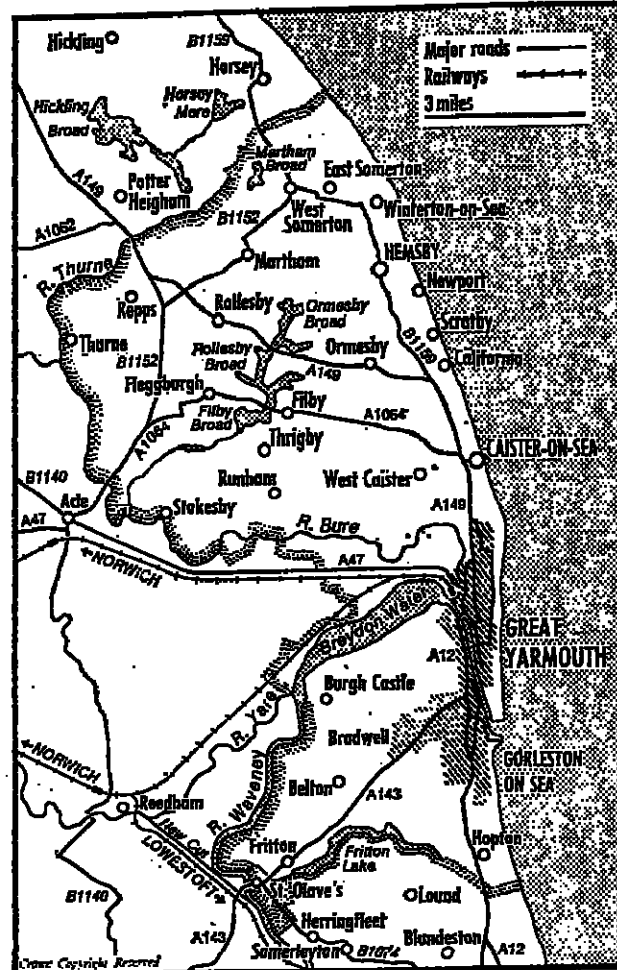 Hickling
B1159
Horsey
Major roads
Railways
3 miles
Hickling
Broad
Horsey
Mere
Martham
Broad
East Somerton
A149
Potter
Heigham
B1152
West
Somerton
Winterton-on-Sea
A1062
R. Thurne
Martham
HEMSBY
Newport
Repps
Rollesby
Ormesby
Broad
Scratby
Thurne
B1152
Rollesby
Broad
Ormesby
B1159
California
A149
Fleggburgh
Filby
Broad
Filby
A1064
A1064
Thrigby
CAISTER-ON-SEA
B1140
Runham
West Caister
Acle
Stokesby
R. Bure
A149
A47
NORWICH
A47
Breydon Water
GREAT
YARMOUTH
A12
Burgh Castle
R. Yare
Bradwell
NORWICH
GORLESTON
ON SEA
Belton
R. Waveney
A143
Reedham
New Cut
LOWESTOFT
Fritton
Fritton
Lake
Hopton
B1140
St. Olave's
Lound
A143
Herringfleet
Somerleyton
B1074
Blundeston
A12
Crown Copyright Reserved